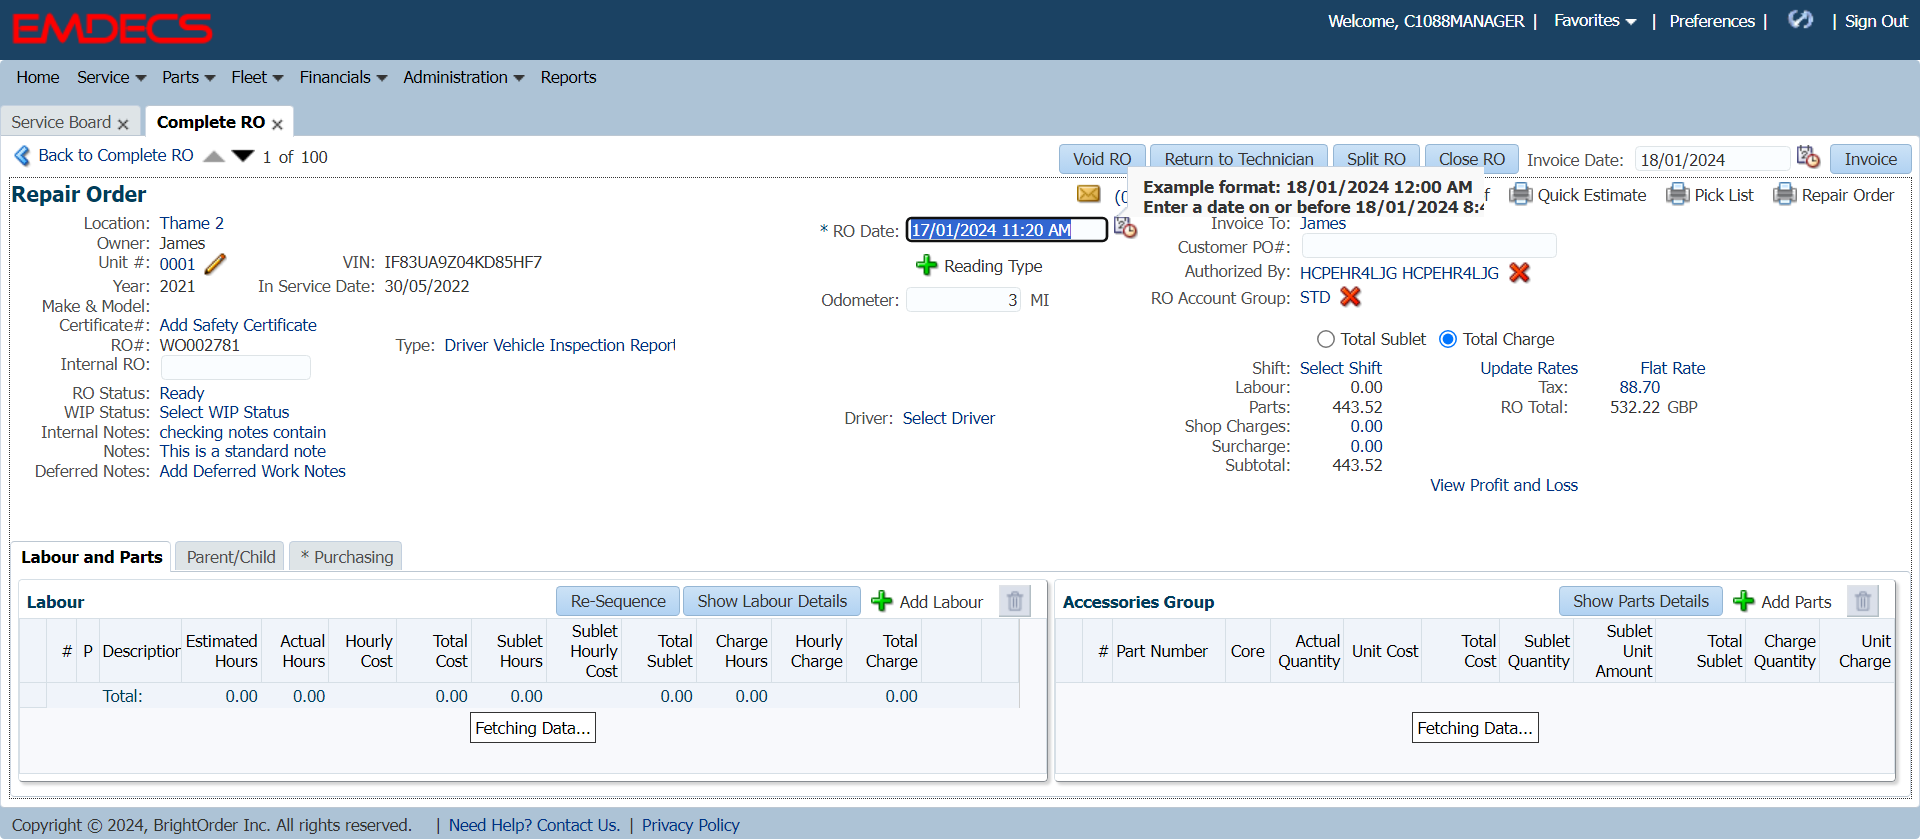 EMDECS
Welcome, C1088MANAGER | Favorites | Preferences | | Sign Out
Home Service Parts Fleet Financials Administration Reports
Service Board Complete RO
Back to Complete RO 1 of 100
Void RO Return to Technician Split RO Close RO Invoice Date: 18/01/2024 Invoice
Repair Order
Example format: 18/01/2024 12:00 AM
Enter a date on or before 18/01/2024
Quick Estimate Pick List Repair Order
Location: Thame 2
Owner: James
Unit #: 0001 VIN: IF83UA9Z04KD85HF7
Year: 2021 In Service Date: 30/05/2022
Make & Model:
Certificate#: Add Safety Certificate
RO#: WO002781 Type: Driver Vehicle Inspection Report
Internal RO:
RO Status: Ready
WIP Status: Select WIP Status
Internal Notes: checking notes contain
Notes: This is a standard note
Deferred Notes: Add Deferred Work Notes
* RO Date: 17/01/2024 11:20 AM
Reading Type
Odometer: 3 MI
Driver: Select Driver
Invoice To: James
Customer PO#:
Authorized By: HCPEHR4LJG HCPEHR4LJG
RO Account Group: STD
Total Sublet Total Charge
Shift: Select Shift Update Rates Flat Rate
Labour: 0.00 Tax: 88.70
Parts: 443.52 RO Total: 532.22 GBP
Shop Charges: 0.00
Surcharge: 0.00
Subtotal: 443.52
View Profit and Loss
Labour and Parts Parent/Child * Purchasing
Labour Re-Sequence Show Labour Details Add Labour
# P Description Estimated Hours Actual Hours Hourly Cost Total Cost Sublet Hours Sublet Hourly Cost Total Sublet Charge Hours Hourly Charge Total Charge
Total: 0.00 0.00 0.00 0.00 0.00 0.00 0.00
Fetching Data...
Accessories Group Show Parts Details Add Parts
# Part Number Core Actual Quantity Unit Cost Total Cost Sublet Quantity Sublet Unit Amount Total Sublet Charge Quantity Unit Charge
Fetching Data...
Copyright © 2024, BrightOrder Inc. All rights reserved. | Need Help? Contact Us. | Privacy Policy